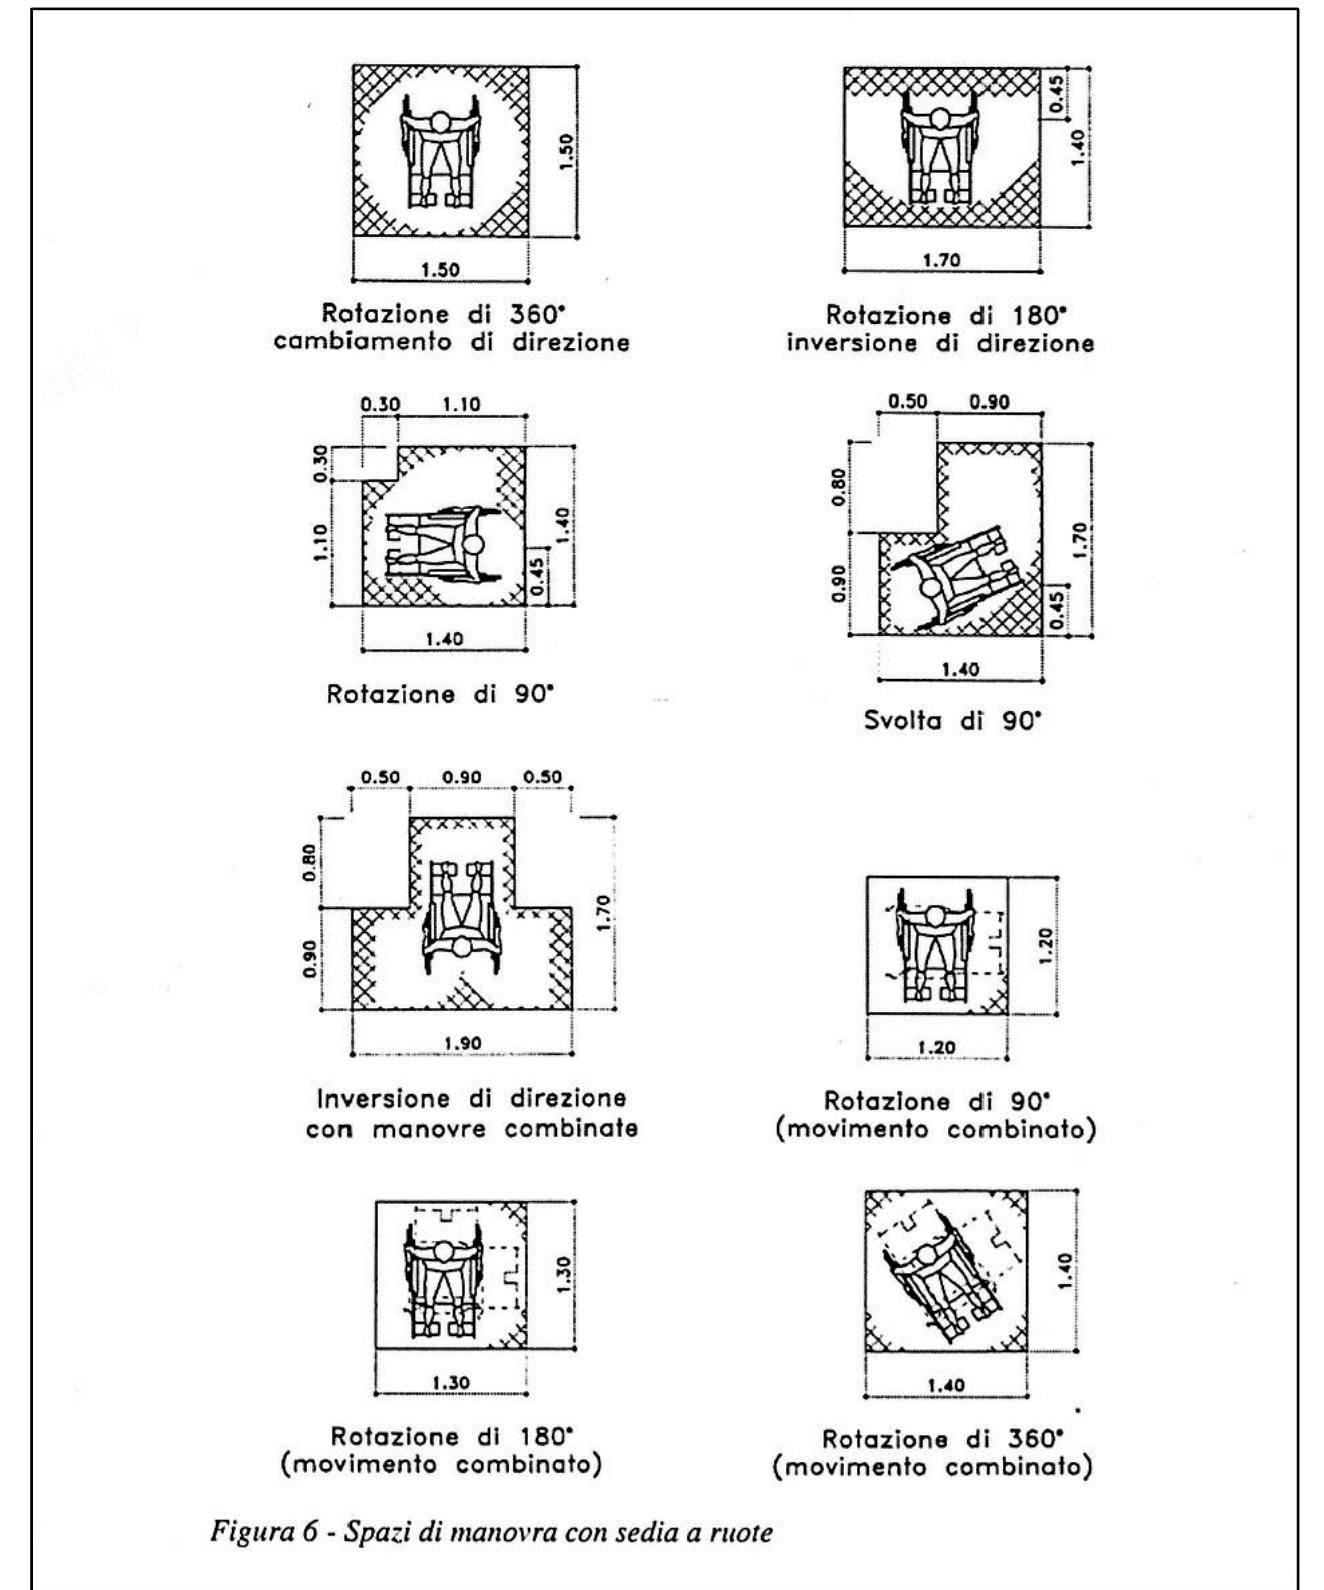 1.50
1.50
Rotazione di 360°
cambiamento di direzione
0.45
1.40
1.70
Rotazione di 180°
inversione di direzione
0.30 1.10
0.30
1.10
1.40
0.45
1.40
Rotazione di 90°
0.50 0.90
0.80
0.90
1.70
0.45
1.40
Svolta di 90°
0.50 0.90 0.50
0.80
0.90
1.70
1.90
Inversione di direzione
con manovre combinate
1.20
1.20
Rotazione di 90°
(movimento combinato)
1.30
1.30
Rotazione di 180°
(movimento combinato)
1.40
1.40
Rotazione di 360°
(movimento combinato)
Figura 6 - Spazi di manovra con sedia a ruote